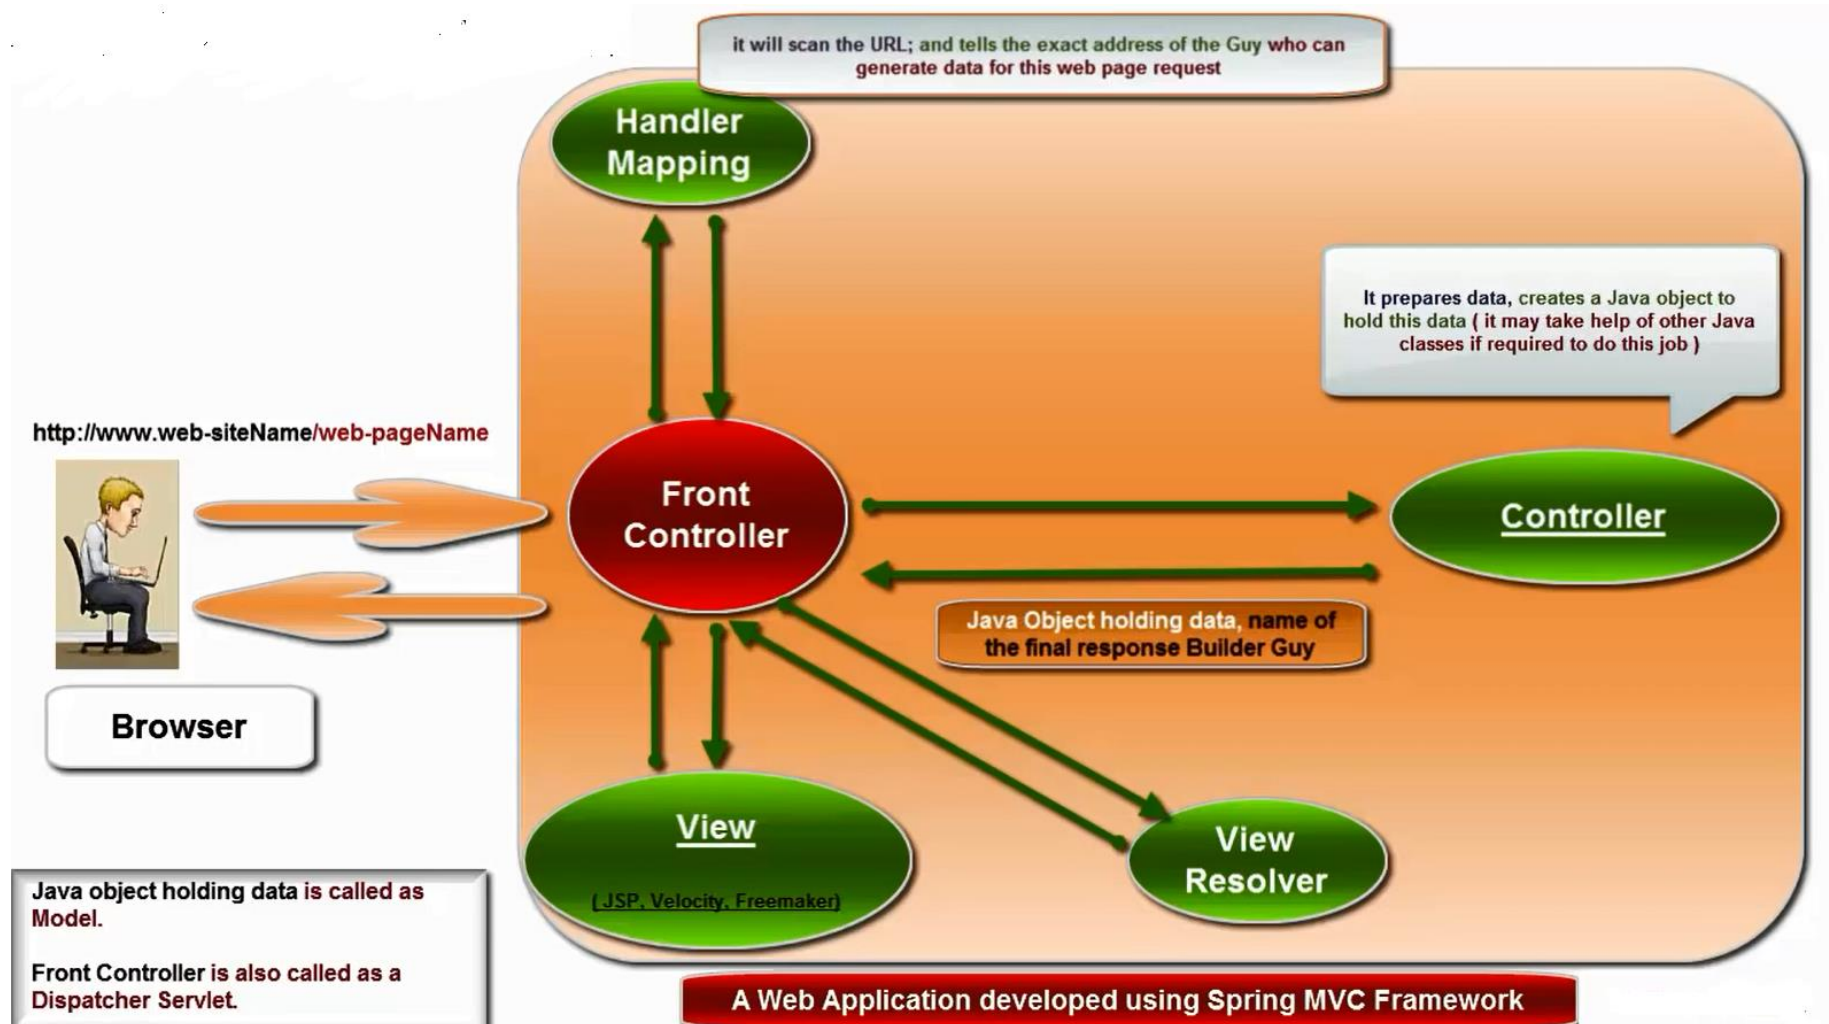 it will scan the URL; and tells the exact address of the Guy who can
generate data for this web page request
Handler
Mapping
It prepares data, creates a Java object to
hold this data ( it may take help of other Java
classes if required to do this job )
http://www.web-siteName/web-pageName
Front
Controller
Controller
Java Object holding data, name of
the final response Builder Guy
Browser
View
( JSP, Velocity, Freemaker)
View
Resolver
Java object holding data is called as
Model.
Front Controller is also called as a
Dispatcher Servlet.
A Web Application developed using Spring MVC Framework